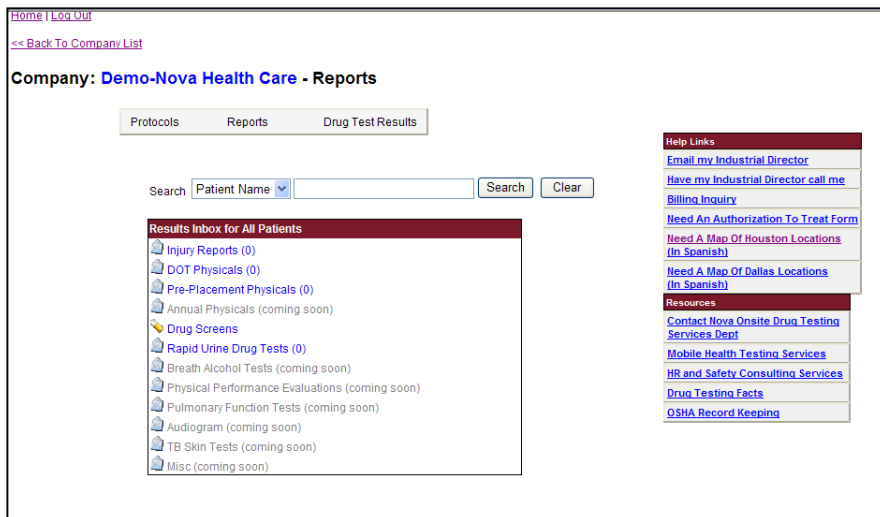 Home | Log Out
<< Back To Company List
Company: Demo-Nova Health Care - Reports
Protocols Reports Drug Test Results
Search Patient Name Search Clear
Results Inbox for All Patients
Injury Reports (0)
DOT Physicals (0)
Pre-Placement Physicals (0)
Annual Physicals (coming soon)
Drug Screens
Rapid Urine Drug Tests (0)
Breath Alcohol Tests (coming soon)
Physical Performance Evaluations (coming soon)
Pulmonary Function Tests (coming soon)
Audiogram (coming soon)
TB Skin Tests (coming soon)
Misc (coming soon)
Help Links
Email my Industrial Director
Have my Industrial Director call me
Billing Inquiry
Need An Authorization To Treat Form
Need A Map Of Houston Locations
(In Spanish)
Need A Map Of Dallas Locations
(In Spanish)
Resources
Contact Nova Onsite Drug Testing
Services Dept
Mobile Health Testing Services
HR and Safety Consulting Services
Drug Testing Facts
OSHA Record Keeping